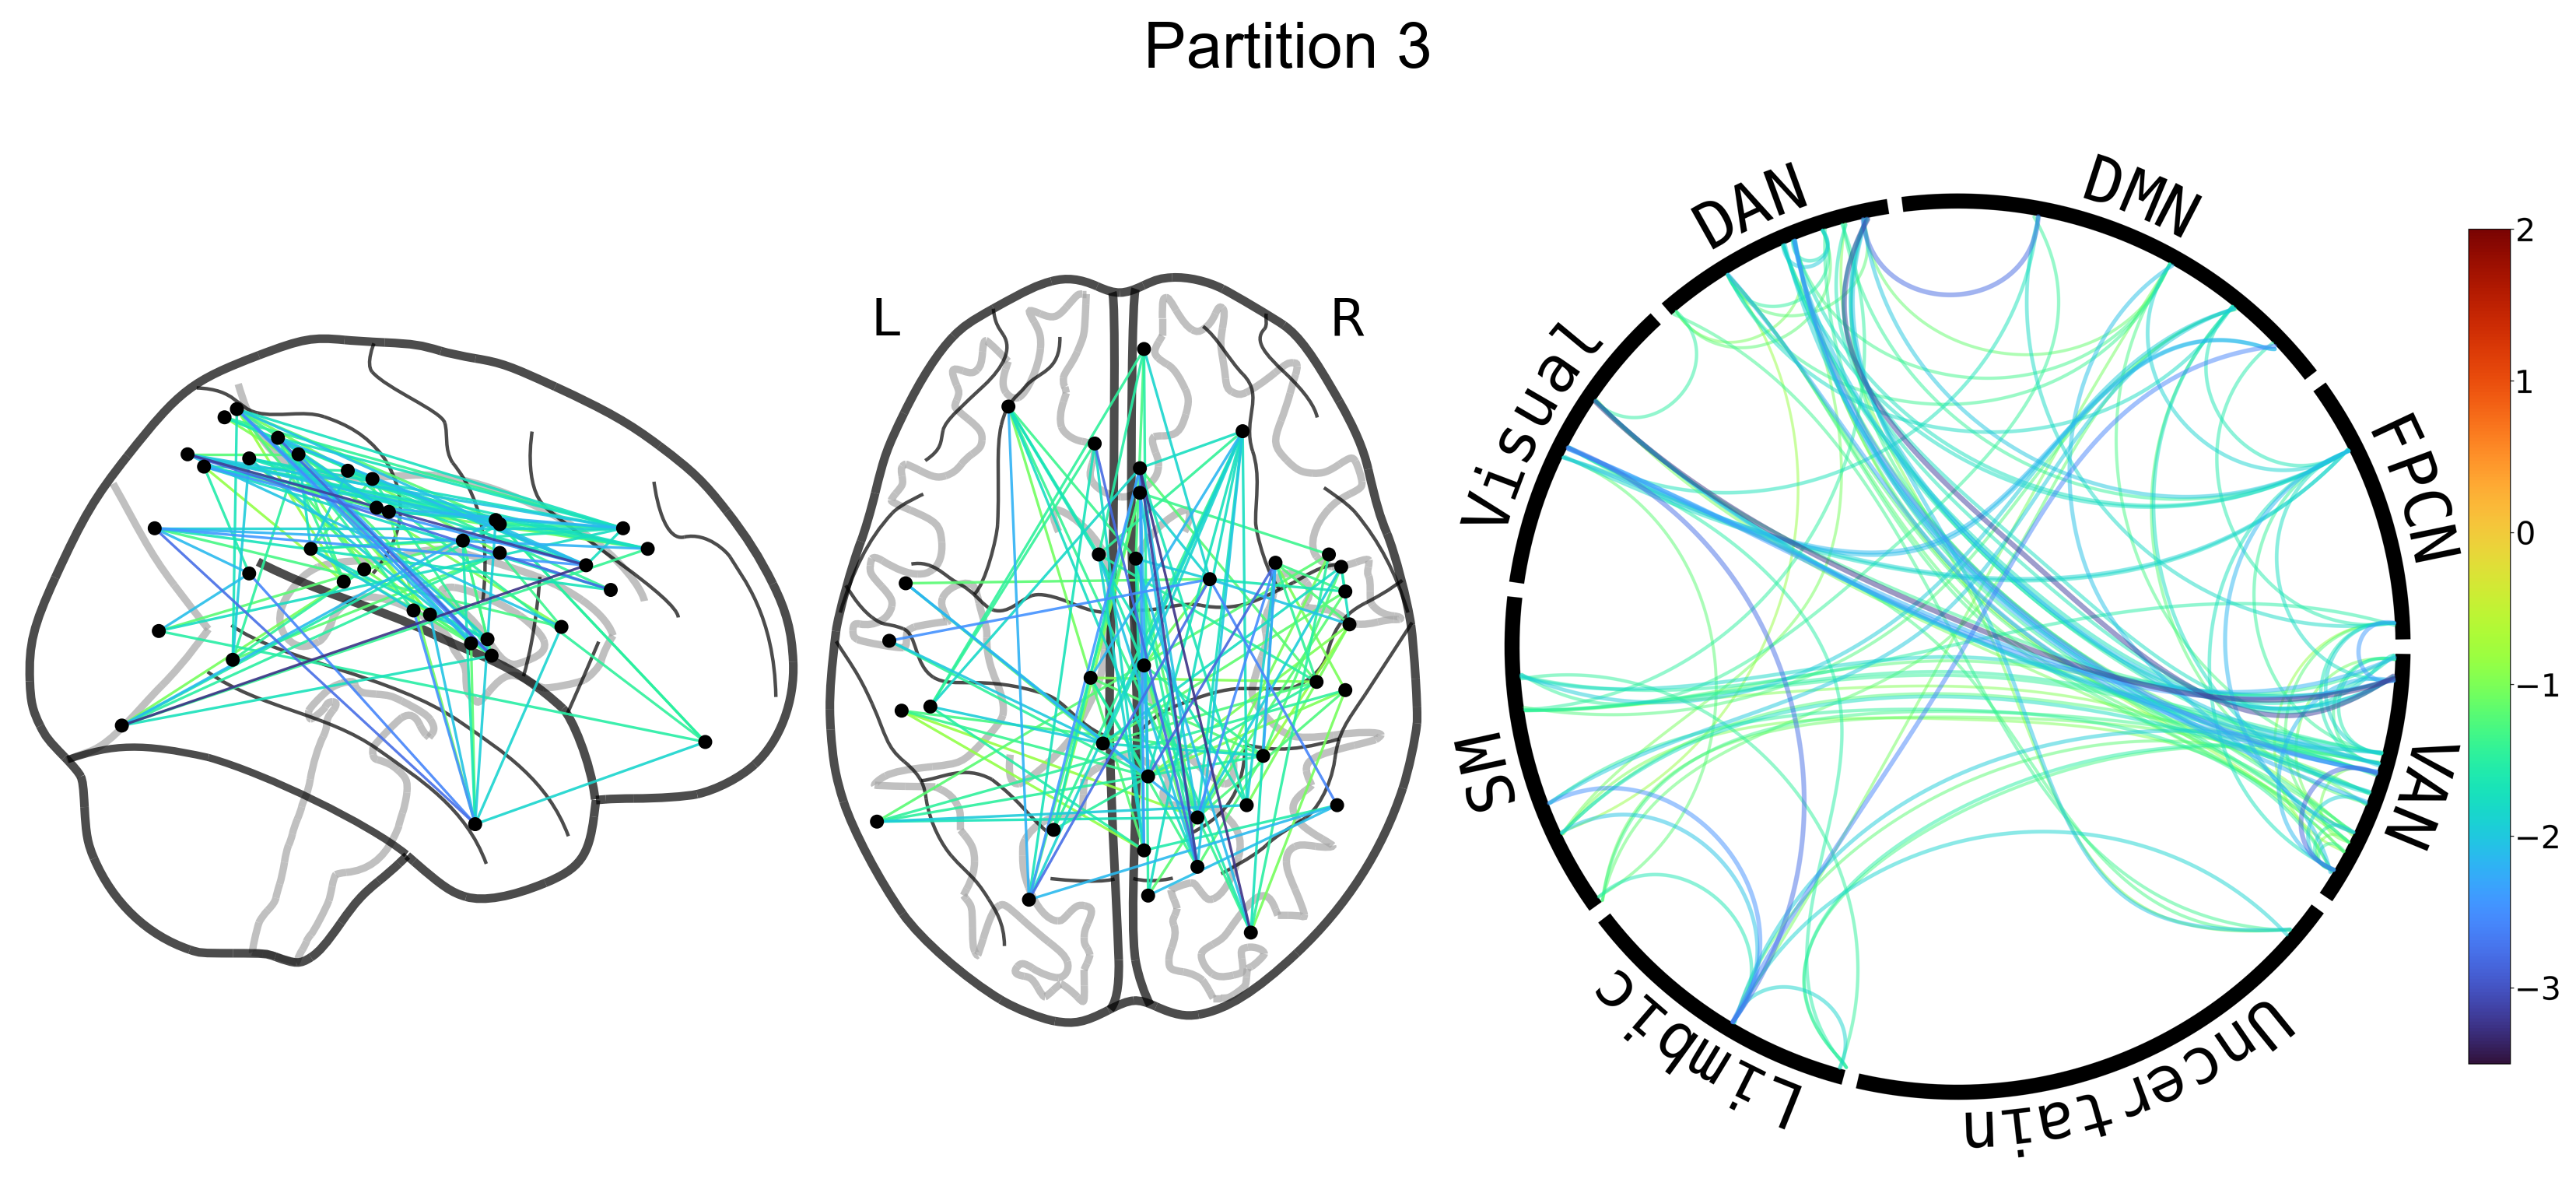 Partition 3
L
R
DAN
DMN
FPCN
VAN
Uncertain
Limbic
SM
Visual
2
1
0
−1
−2
−3